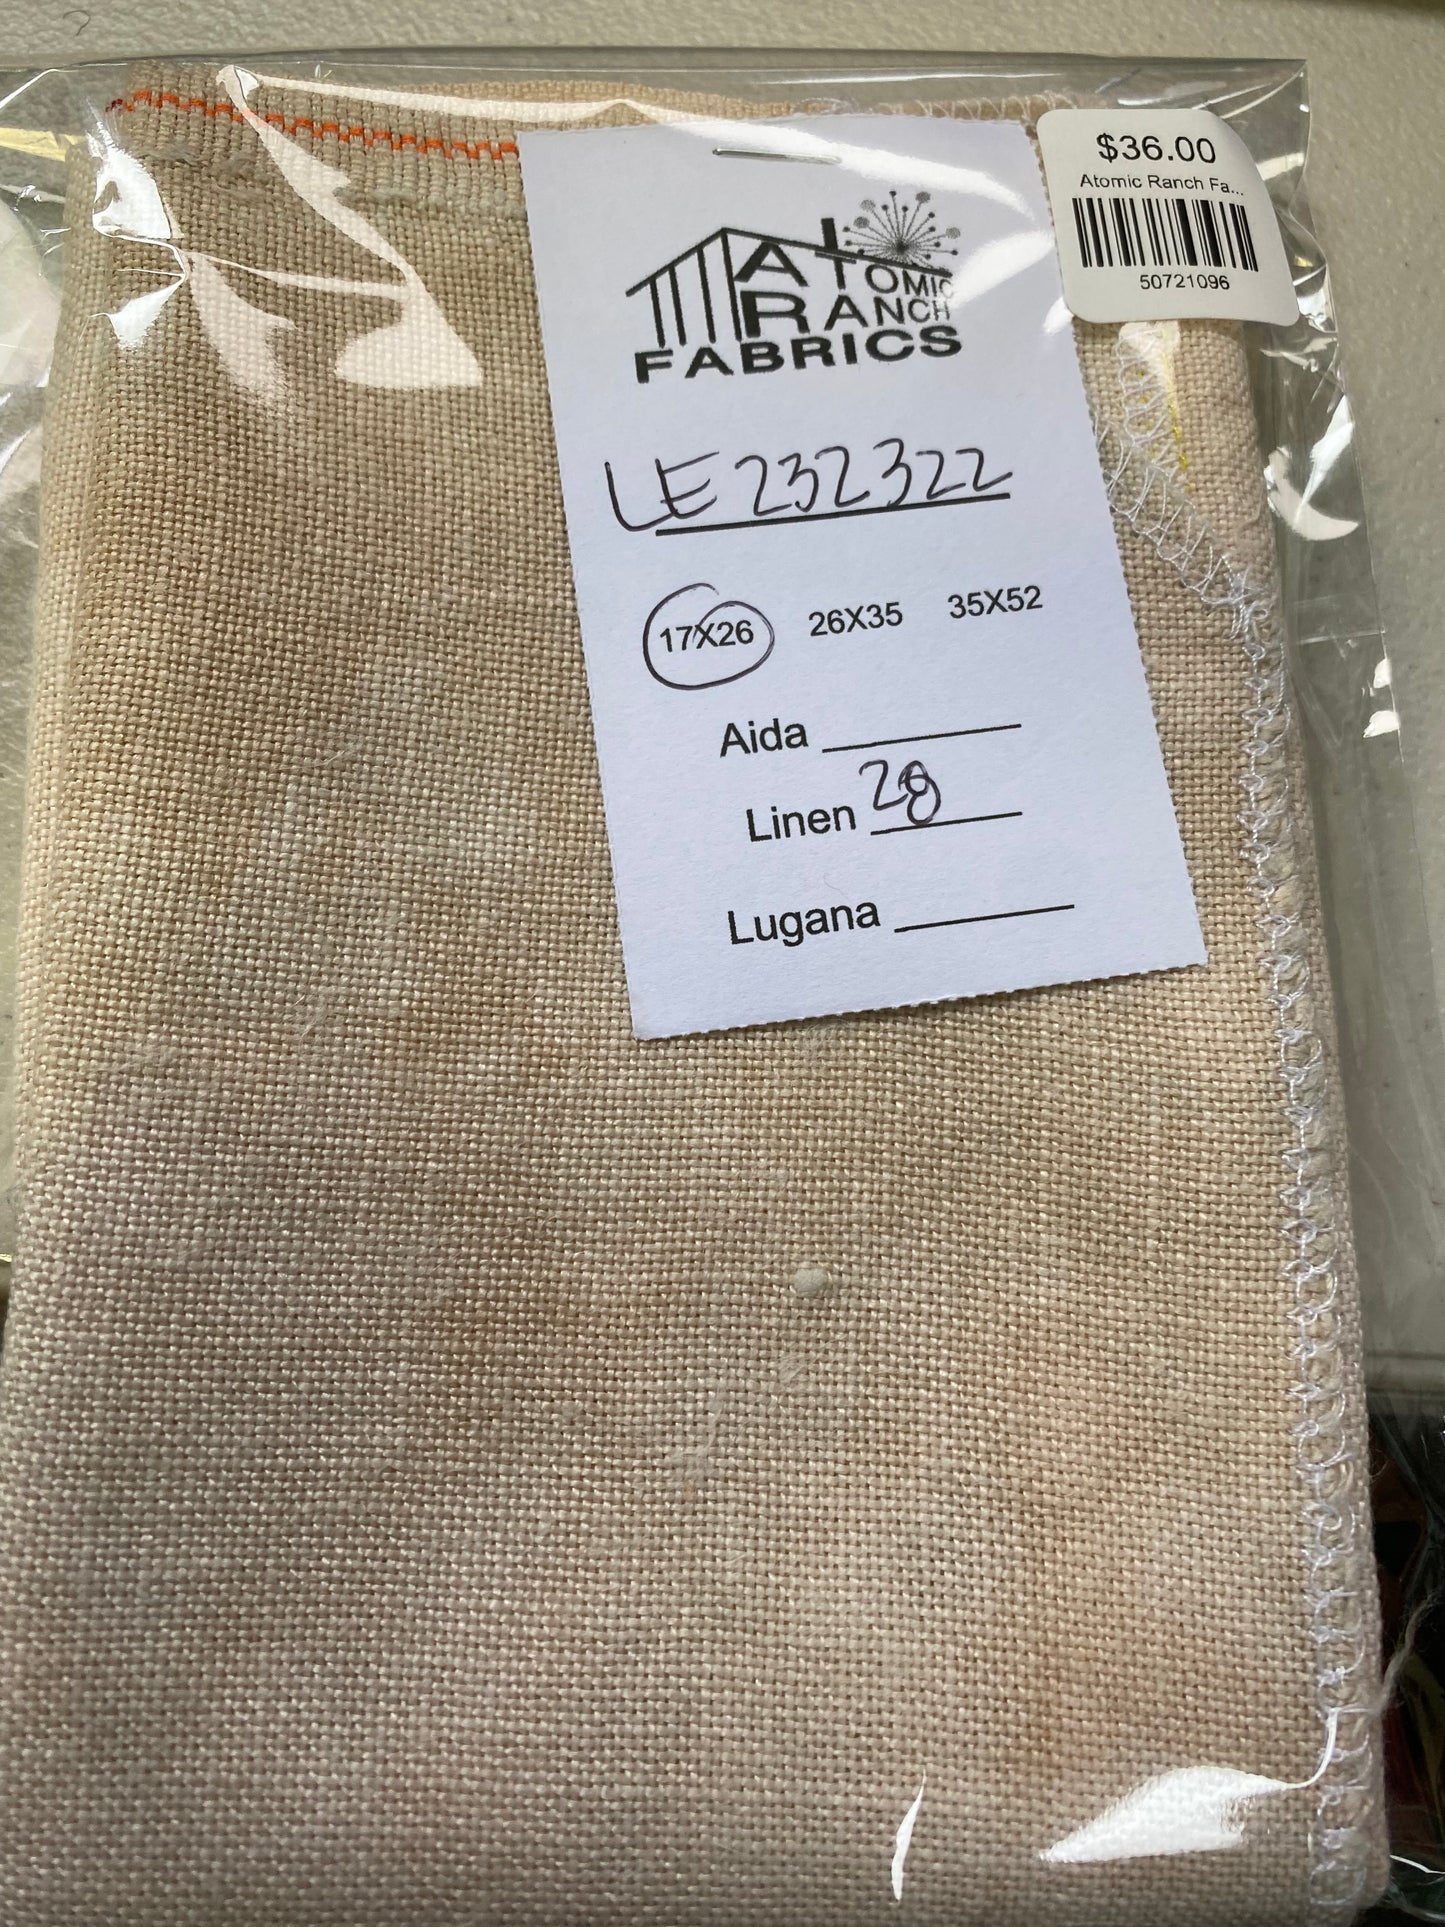 $36.00
Atomic Ranch Fa...
50721096
ATOMIC
RANCH
FABRICS
LE232322
17X26 26X35 35X52
Aida
Linen 28
Lugana